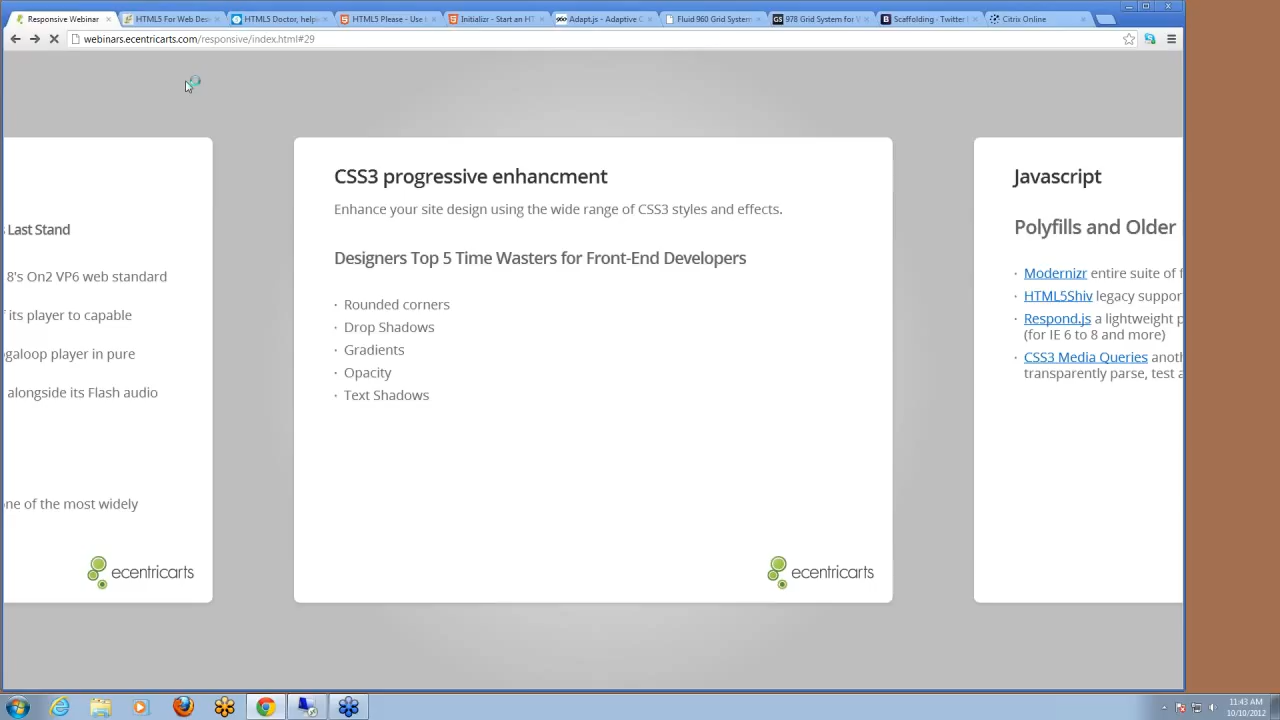 Responsive Webinar
HTML5 For Web Des
HTML5 Doctor, help
HTML5 Please - Use
Initializr - Start an HT
Adapt.js - Adaptive C
Fluid 960 Grid System
978 Grid System for
Scaffolding · Twitter
Citrix Online
webinars.ecentricarts.com/responsive/index.html#29
Last Stand
8's On2 VP6 web standard
its player to capable
galoop player in pure
alongside its Flash audio
one of the most widely
ecentricarts
CSS3 progressive enhancment
Enhance your site design using the wide range of CSS3 styles and effects.
Designers Top 5 Time Wasters for Front-End Developers
· Rounded corners
· Drop Shadows
· Gradients
· Opacity
· Text Shadows
ecentricarts
Javascript
Polyfills and Older
· Modernizr entire suite of f
· HTML5Shiv legacy suppor
· Respond.js a lightweight p
(for IE 6 to 8 and more)
· CSS3 Media Queries anoth
transparently parse, test a
11:43 AM
10/10/2012